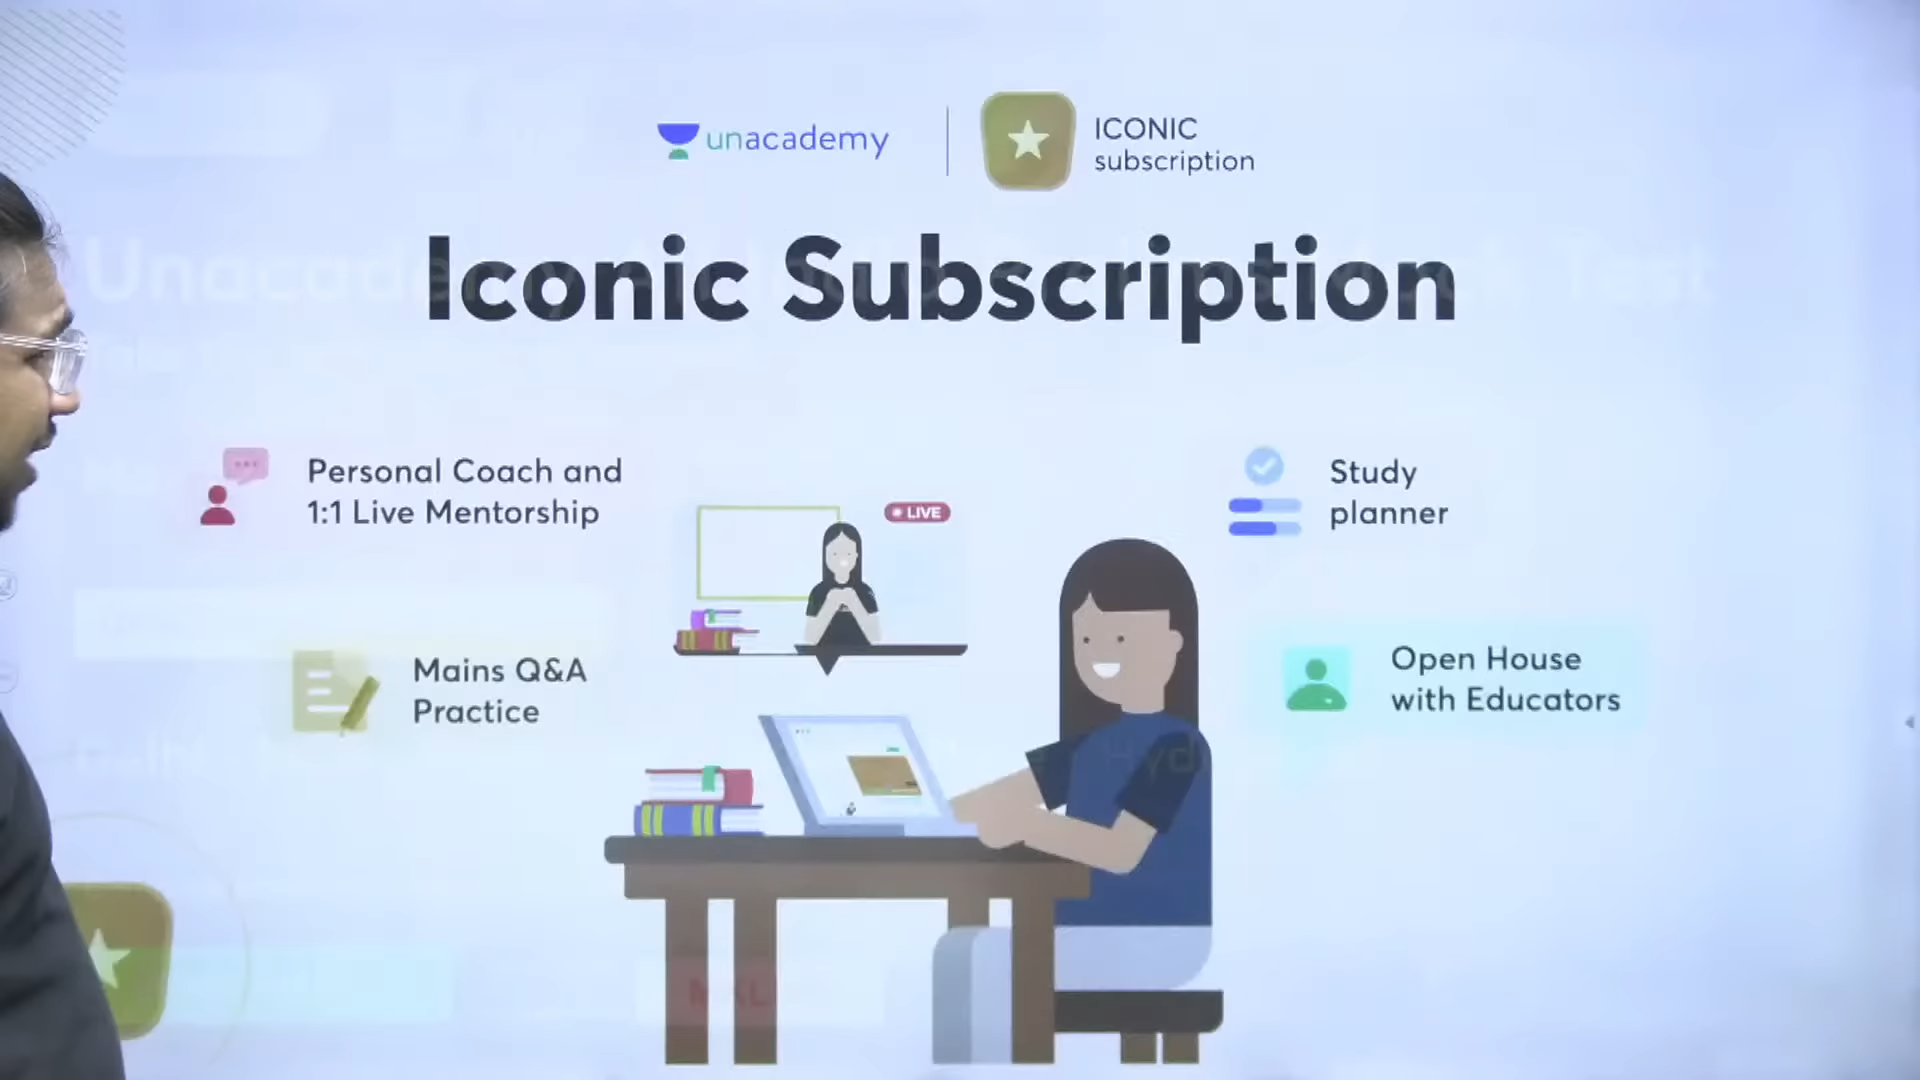 unacademy
ICONIC
subscription
Iconic Subscription
Personal Coach and
1:1 Live Mentorship
LIVE
Study
planner
Mains Q&A
Practice
Open House
with Educators